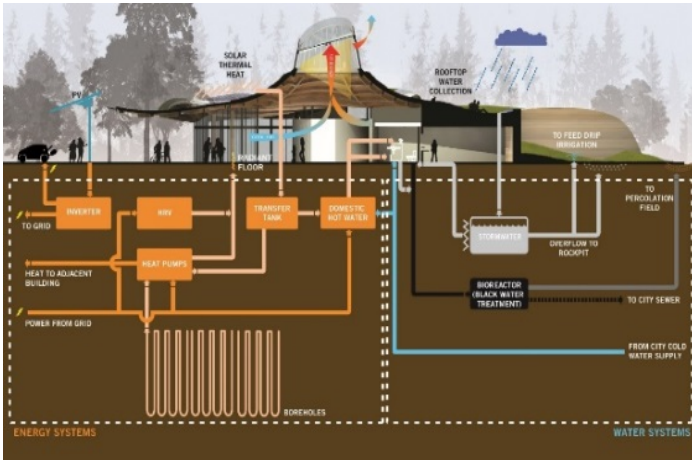 SOLAR
THERMAL
HEAT
ROOFTOP
WATER
COLLECTION
PV
TO FEED DRIP
IRRIGATION
RADIANT
FLOOR
TO
PERCOLATION
FIELD
INVERTER
HRV
TRANSFER
TANK
DOMESTIC
HOT WATER
TO GRID
STORMWATER
OVERFLOW TO
ROCKPIT
HEAT TO ADJACENT
BUILDING
HEAT PUMPS
BIOREACTOR
(BLACK WATER
TREATMENT)
TO CITY SEWER
POWER FROM GRID
FROM CITY COLD
WATER SUPPLY
BOREHOLES
ENERGY SYSTEMS
WATER SYSTEMS